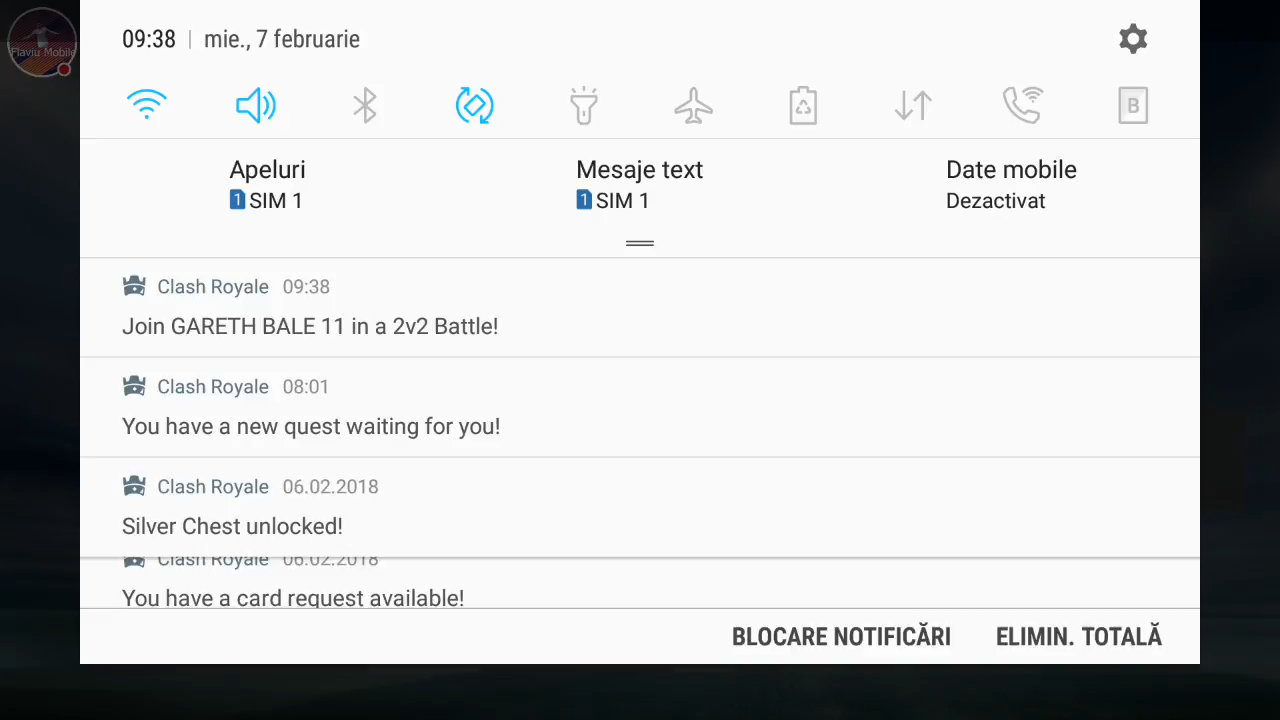 Flaviu Mobile
09:38 | mie., 7 februarie
B
Apeluri
1 SIM 1
Mesaje text
1 SIM 1
Date mobile
Dezactivat
Clash Royale 09:38
Join GARETH BALE 11 in a 2v2 Battle!
Clash Royale 08:01
You have a new quest waiting for you!
Clash Royale 06.02.2018
Silver Chest unlocked!
Clash Royale 06.02.2018
You have a card request available!
BLOCARE NOTIFICĂRI
ELIMIN. TOTALĂ